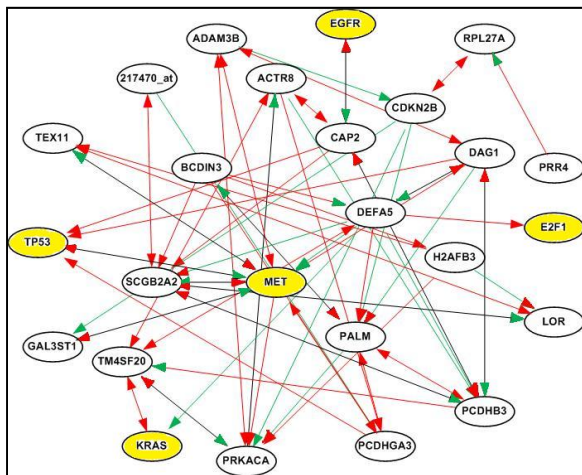 EGFR
ADAM3B
RPL27A
217470_at
ACTR8
CDKN2B
TEX11
CAP2
DAG1
BCDIN3
PRR4
DEFA5
TP53
E2F1
H2AFB3
SCGB2A2
MET
GAL3ST1
PALM
LOR
TM4SF20
PCDHB3
KRAS
PRKACA
PCDHGA3